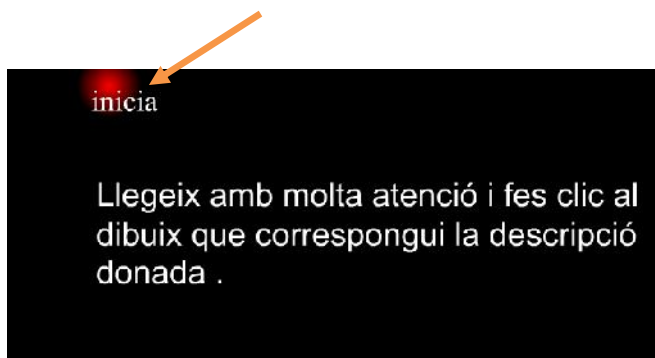 inicia
Llegeix amb molta atenció i fes clic al
dibuix que correspongui la descripció
donada .